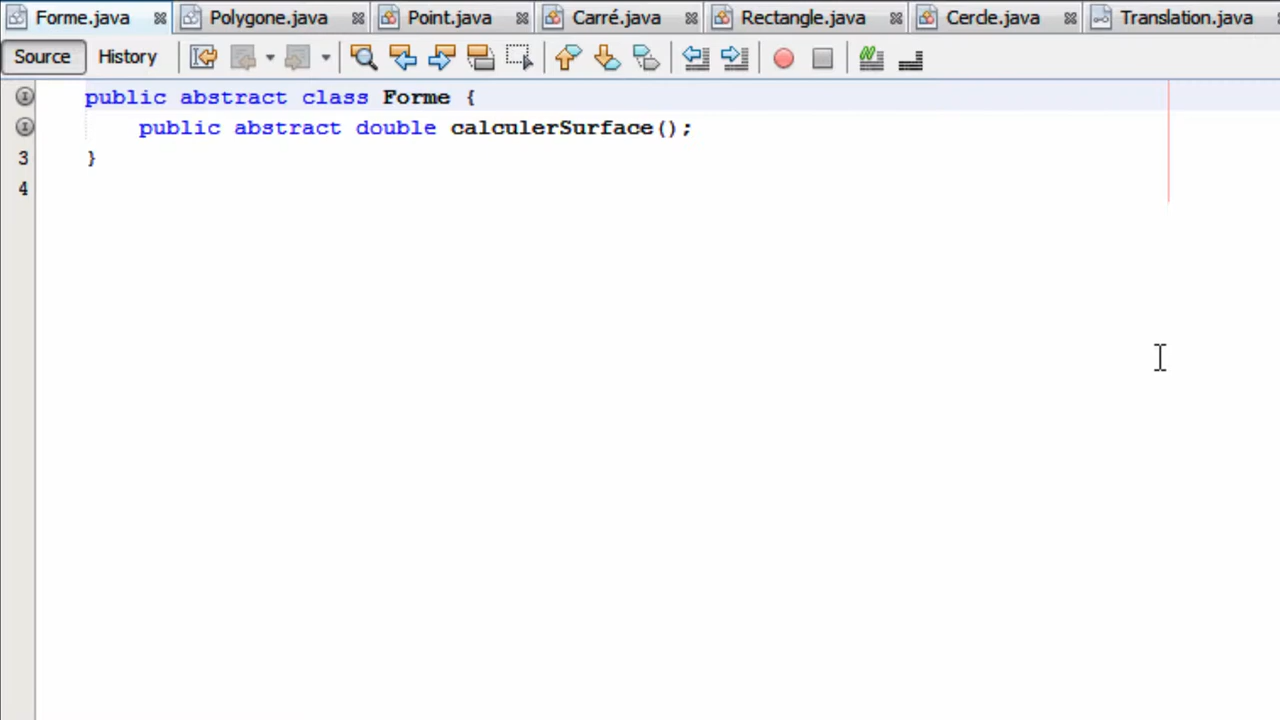 Forme.java Polygone.java Point.java Carré.java Rectangle.java Cercle.java Translation.java
Source History
public abstract class Forme {
public abstract double calculerSurface();
3 }
4